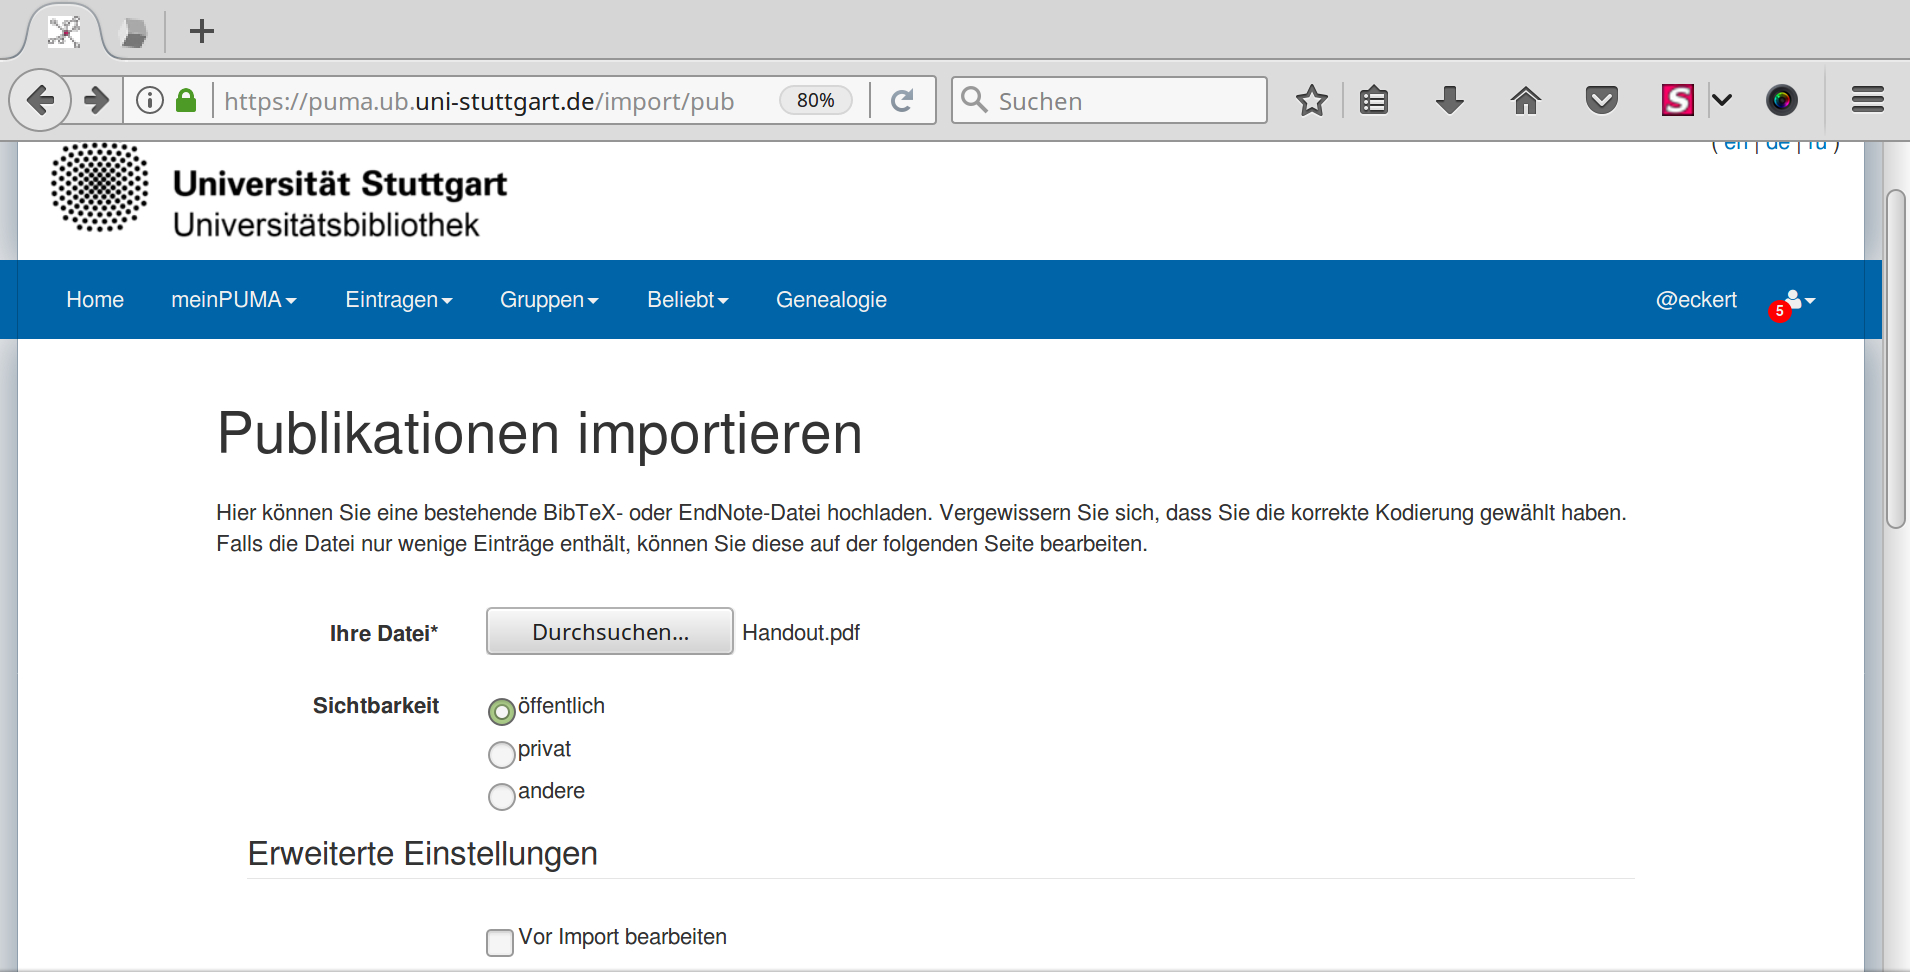 https://puma.ub.uni-stuttgart.de/import/pub 80% Suchen
( en | de | ru )
Universität Stuttgart
Universitätsbibliothek
Home meinPUMA Eintragen Gruppen Beliebt Genealogie @eckert 5
Publikationen importieren
Hier können Sie eine bestehende BibTeX- oder EndNote-Datei hochladen. Vergewissern Sie sich, dass Sie die korrekte Kodierung gewählt haben.
Falls die Datei nur wenige Einträge enthält, können Sie diese auf der folgenden Seite bearbeiten.
Ihre Datei* Durchsuchen... Handout.pdf
Sichtbarkeit öffentlich
privat
andere
Erweiterte Einstellungen
Vor Import bearbeiten